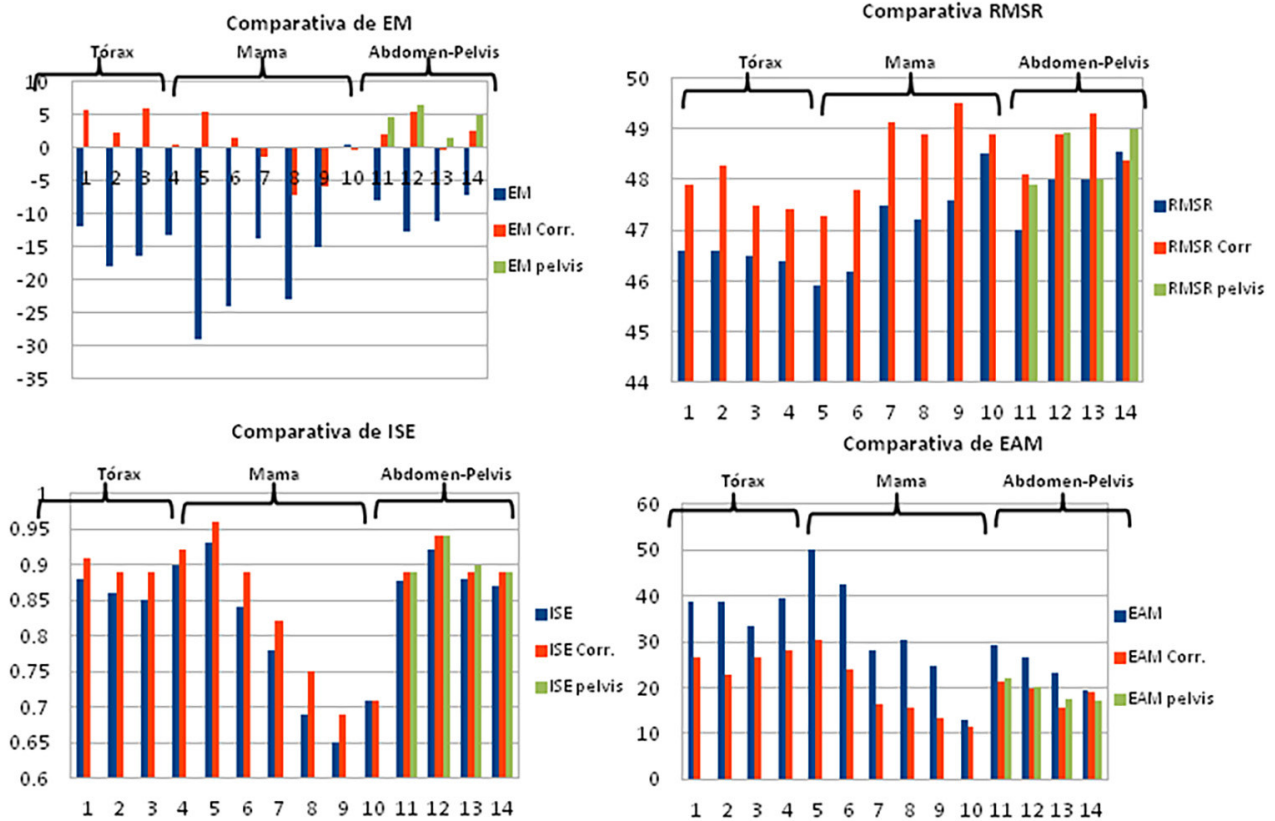 Comparativa de EM
Tórax Mama Abdomen-Pelvis
10
5
0
-5
-10
-15
-20
-25
-30
-35
1 2 3 4 5 6 7 8 9 10 11 12 13 14
EM
EM Corr.
EM pelvis
Comparativa RMSR
Tórax Mama Abdomen-Pelvis
50
49
48
47
46
45
44
1 2 3 4 5 6 7 8 9 10 11 12 13 14
RMSR
RMSR Corr
RMSR pelvis
Comparativa de ISE
Tórax Mama Abdomen-Pelvis
1
0.95
0.9
0.85
0.8
0.75
0.7
0.65
0.6
1 2 3 4 5 6 7 8 9 10 11 12 13 14
ISE
ISE Corr.
ISE pelvis
Comparativa de EAM
Tórax Mama Abdomen-Pelvis
60
50
40
30
20
10
0
1 2 3 4 5 6 7 8 9 10 11 12 13 14
EAM
EAM Corr.
EAM pelvis